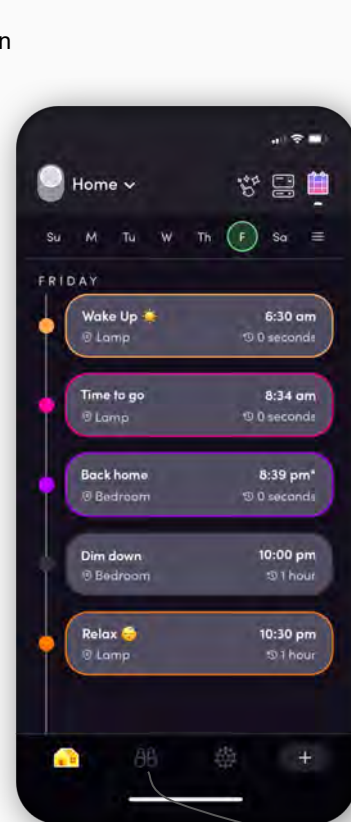 n
Home
Su M Tu W Th F Sa
FRIDAY
Wake Up ☀️ 6:30 am
Lamp 0 seconds
Time to go 8:34 am
Lamp 0 seconds
Back home 8:39 pm*
Bedroom 0 seconds
Dim down 10:00 pm
Bedroom 1 hour
Relax 😴 10:30 pm
Lamp 1 hour
+